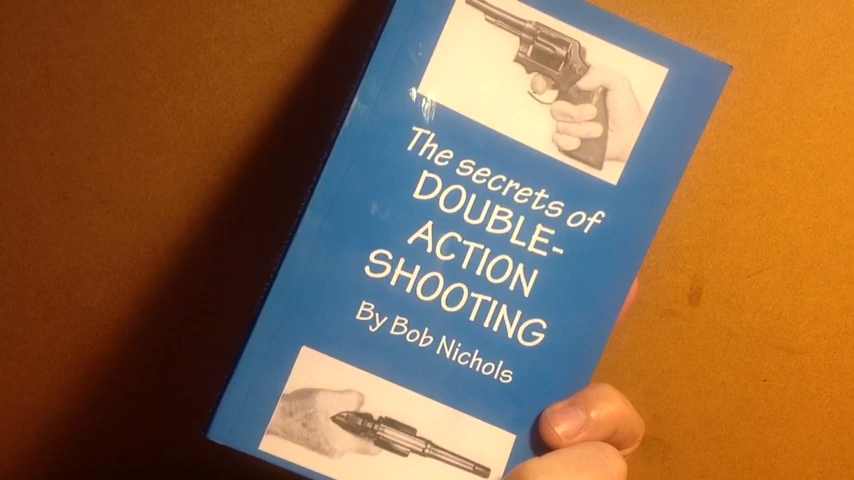 The secrets of
DOUBLE-
ACTION
SHOOTING
By Bob Nichols